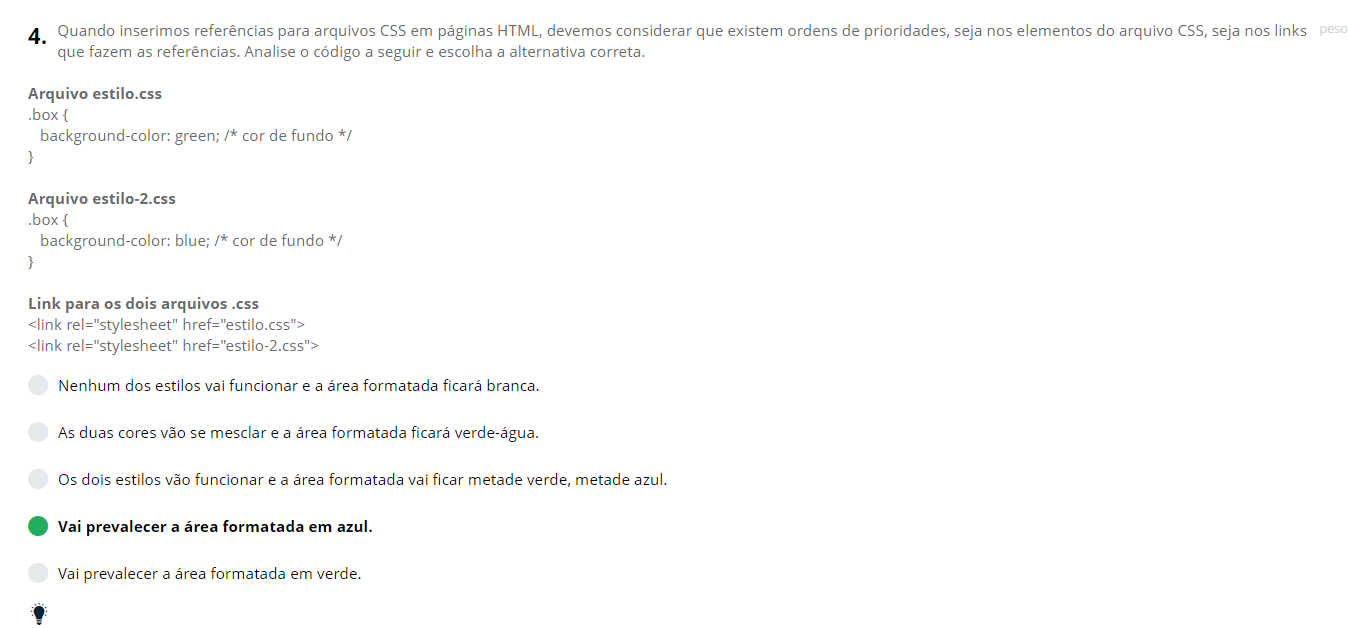 4. Quando inserimos referências para arquivos CSS em páginas HTML, devemos considerar que existem ordens de prioridades, seja nos elementos do arquivo CSS, seja nos links peso
que fazem as referências. Analise o código a seguir e escolha a alternativa correta.
Arquivo estilo.css
.box {
background-color: green; /* cor de fundo */
}
Arquivo estilo-2.css
.box {
background-color: blue; /* cor de fundo */
}
Link para os dois arquivos .css
<link rel="stylesheet" href="estilo.css">
<link rel="stylesheet" href="estilo-2.css">
Nenhum dos estilos vai funcionar e a área formatada ficará branca.
As duas cores vão se mesclar e a área formatada ficará verde-água.
Os dois estilos vão funcionar e a área formatada vai ficar metade verde, metade azul.
Vai prevalecer a área formatada em azul.
Vai prevalecer a área formatada em verde.